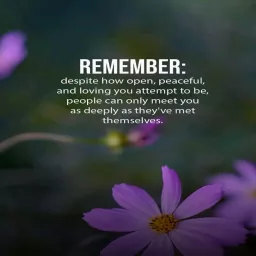 REMEMBER:
despite how open, peaceful,
and loving you attempt to be,
people can only meet you
as deeply as they've met
themselves.